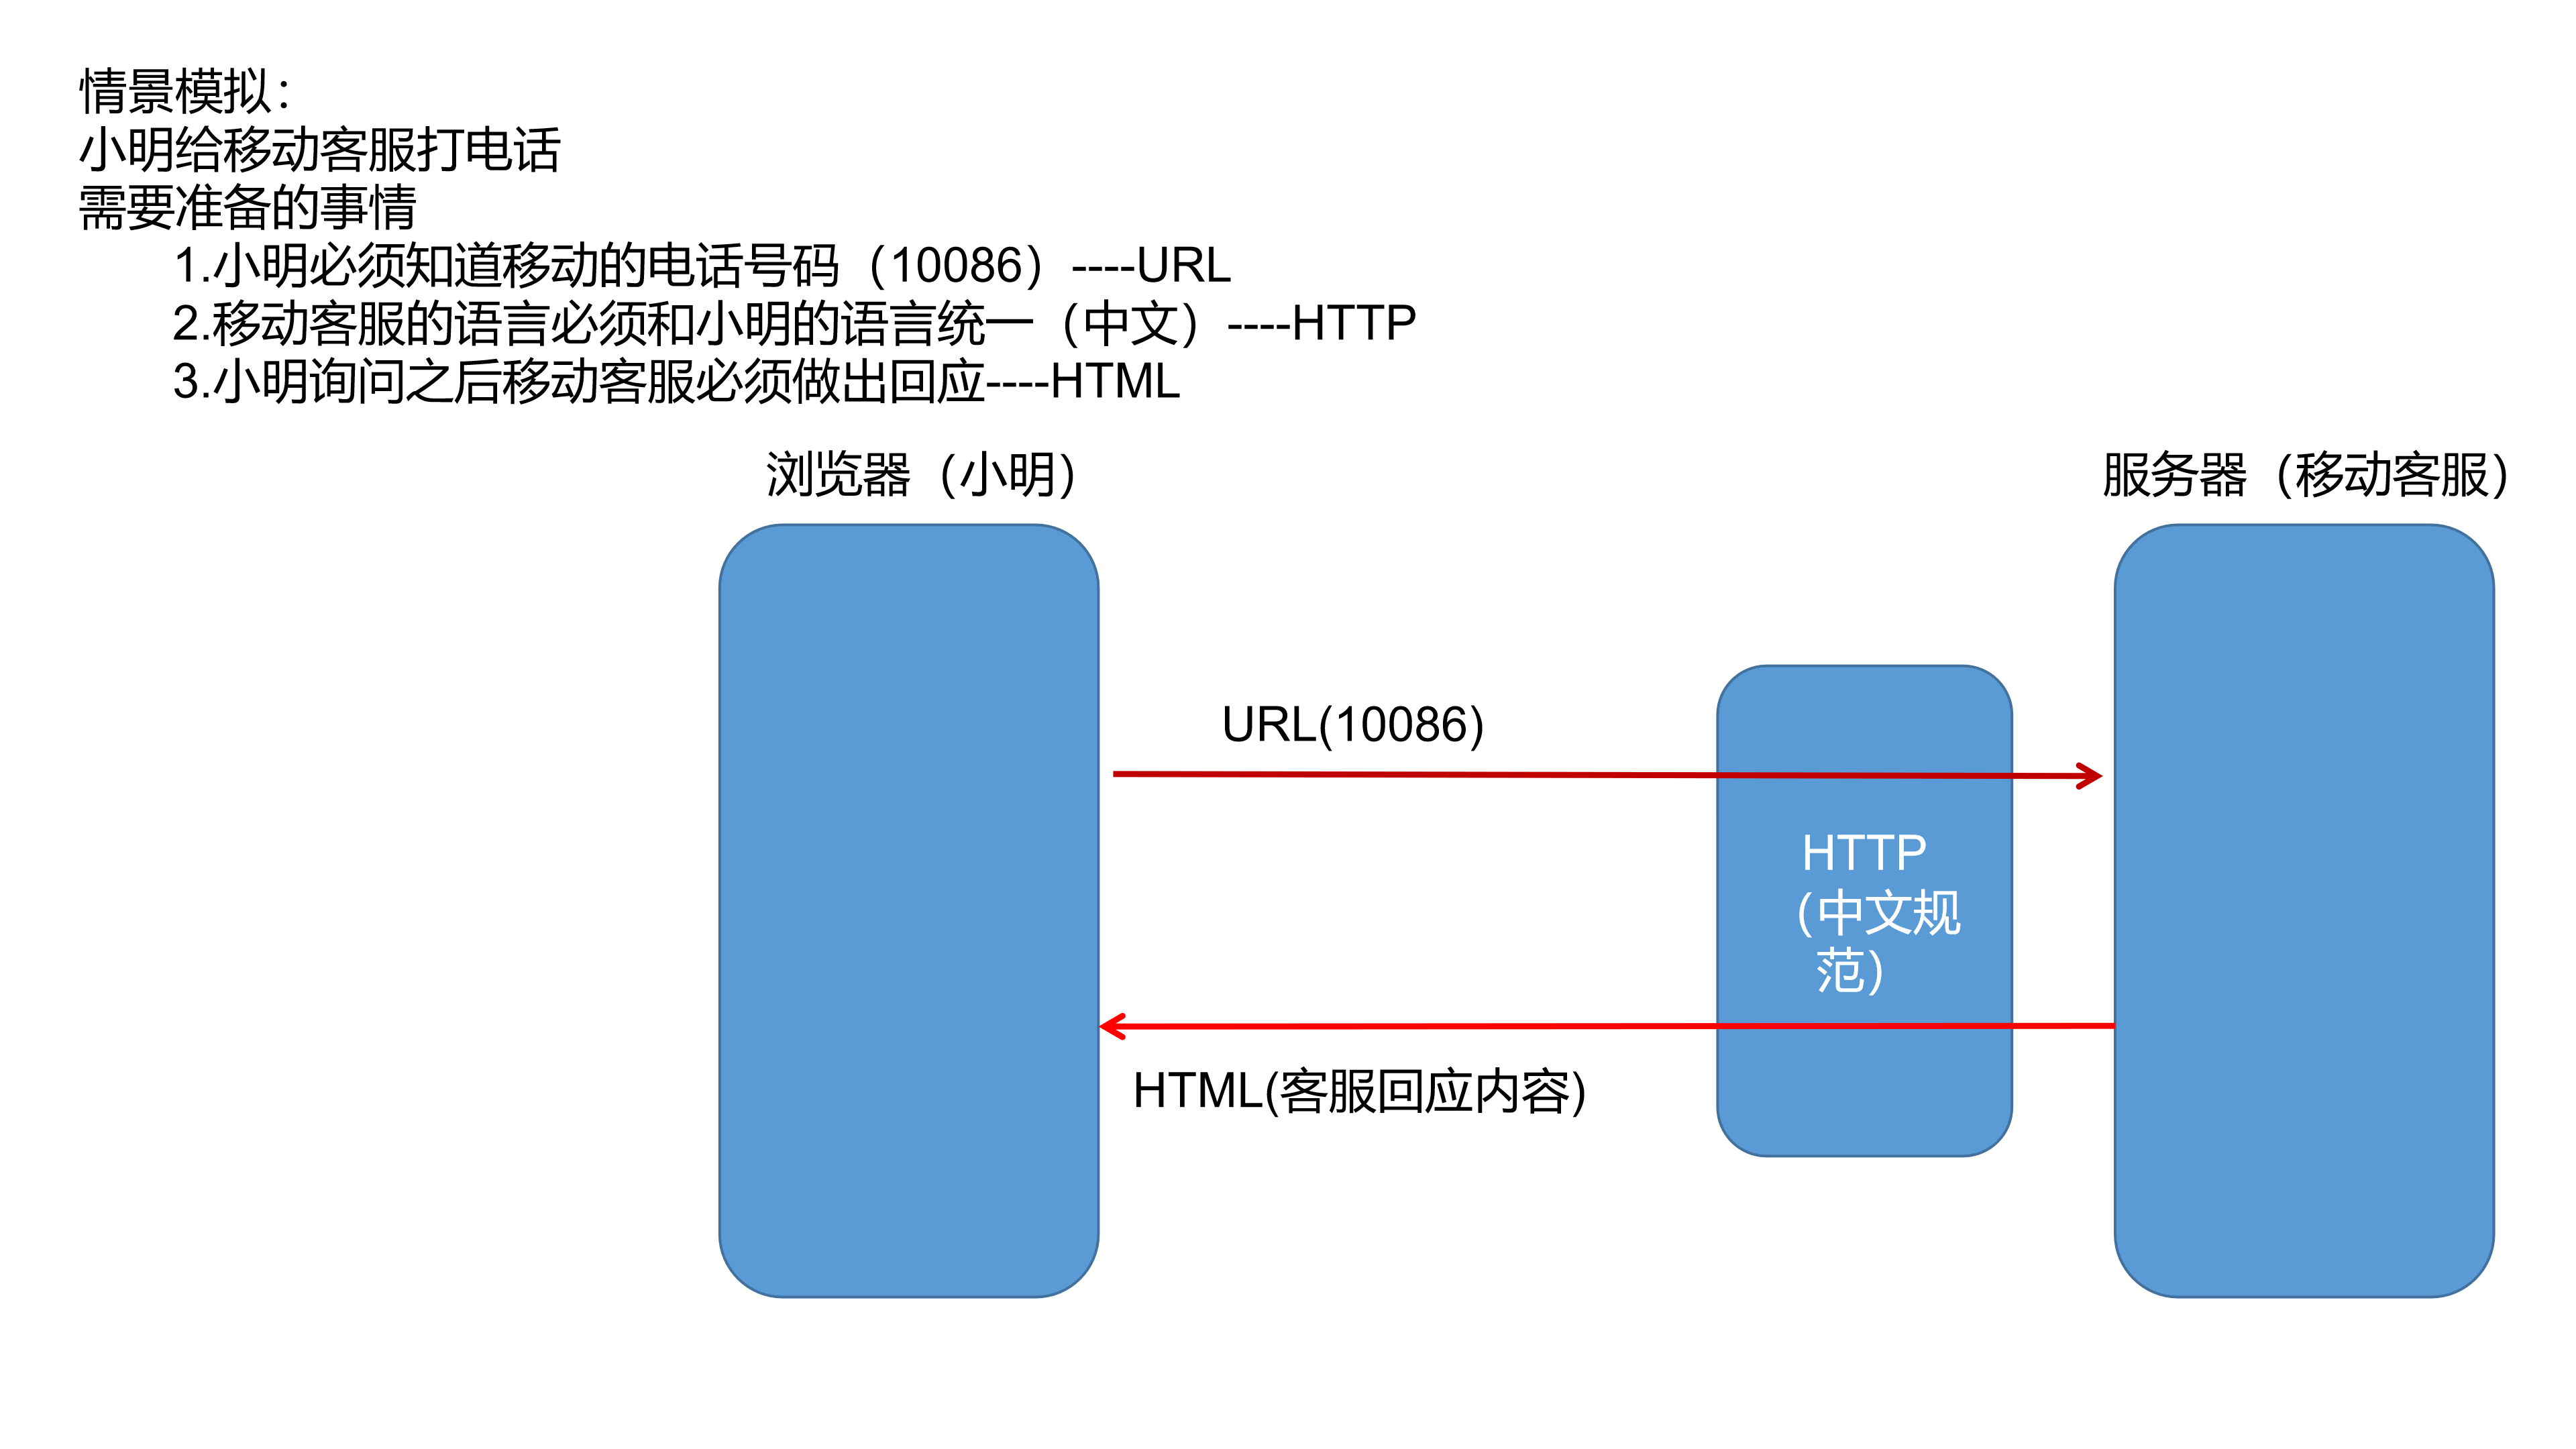 情景模拟：
小明给移动客服打电话
需要准备的事情
1.小明必须知道移动的电话号码（10086）----URL
2.移动客服的语言必须和小明的语言统一（中文）----HTTP
3.小明询问之后移动客服必须做出回应----HTML
浏览器（小明）
服务器（移动客服）
URL(10086)
HTTP
（中文规
范）
HTML(客服回应内容)